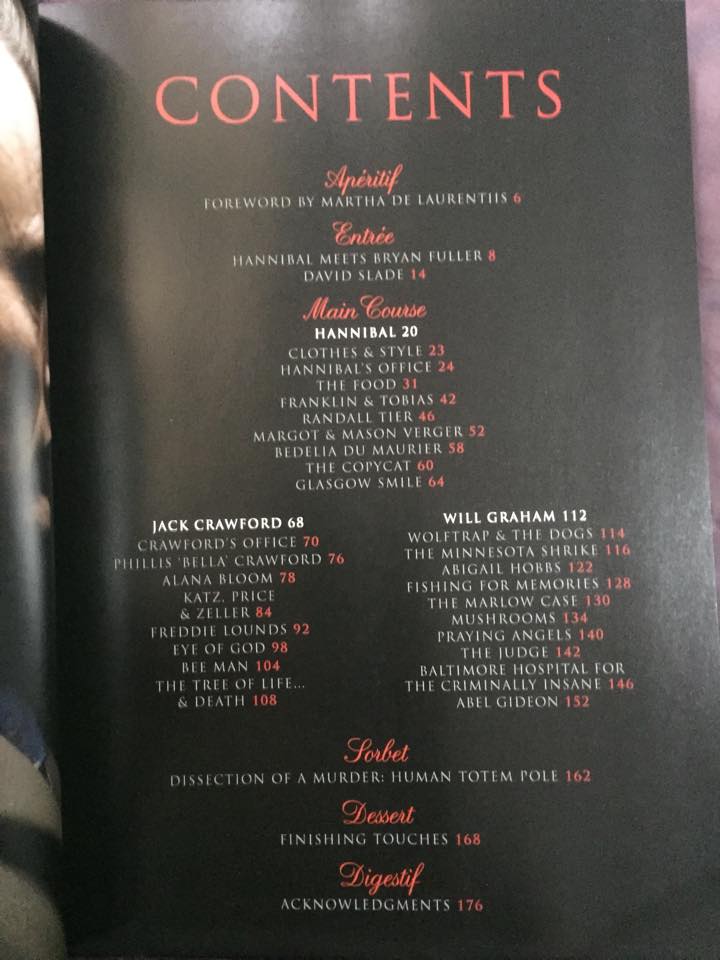 CONTENTS
Apéritif
FOREWORD BY MARTHA DE LAURENTIIS 6
Entrée
HANNIBAL MEETS BRYAN FULLER 8
DAVID SLADE 14
Main Course
HANNIBAL 20
CLOTHES & STYLE 23
HANNIBAL'S OFFICE 24
THE FOOD 31
FRANKLIN & TOBIAS 42
RANDALL TIER 46
MARGOT & MASON VERGER 52
BEDELIA DU MAURIER 58
THE COPYCAT 60
GLASGOW SMILE 64
JACK CRAWFORD 68
CRAWFORD'S OFFICE 70
PHILLIS 'BELLA' CRAWFORD 76
ALANA BLOOM 78
KATZ, PRICE
& ZELLER 84
FREDDIE LOUNDS 92
EYE OF GOD 98
BEE MAN 104
THE TREE OF LIFE...
& DEATH 108
WILL GRAHAM 112
WOLFTRAP & THE DOGS 114
THE MINNESOTA SHRIKE 116
ABIGAIL HOBBS 122
FISHING FOR MEMORIES 128
THE MARLOW CASE 130
MUSHROOMS 134
PRAYING ANGELS 140
THE JUDGE 142
BALTIMORE HOSPITAL FOR
THE CRIMINALLY INSANE 146
ABEL GIDEON 152
Sorbet
DISSECTION OF A MURDER: HUMAN TOTEM POLE 162
Dessert
FINISHING TOUCHES 168
Digestif
ACKNOWLEDGMENTS 176